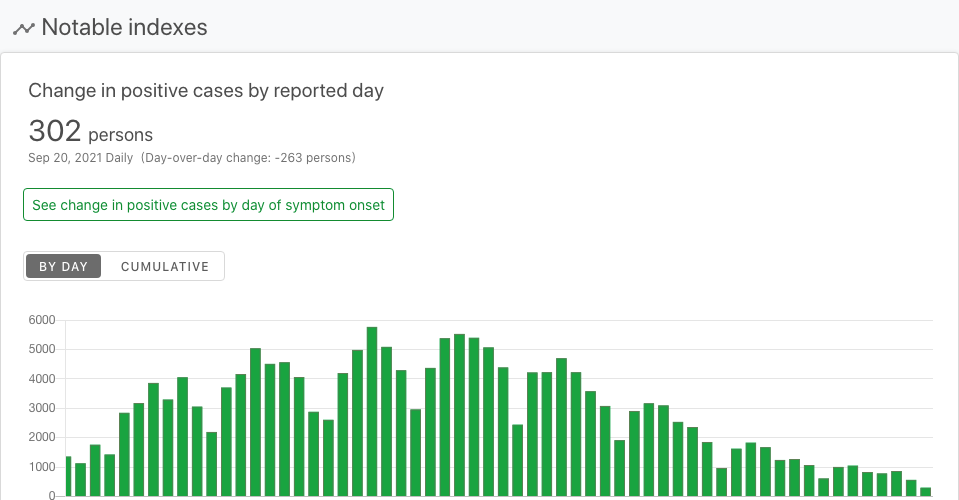 Notable indexes
Change in positive cases by reported day
302 persons
Sep 20, 2021 Daily (Day-over-day change: -263 persons)
See change in positive cases by day of symptom onset
BY DAY CUMULATIVE
6000
5000
4000
3000
2000
1000
0